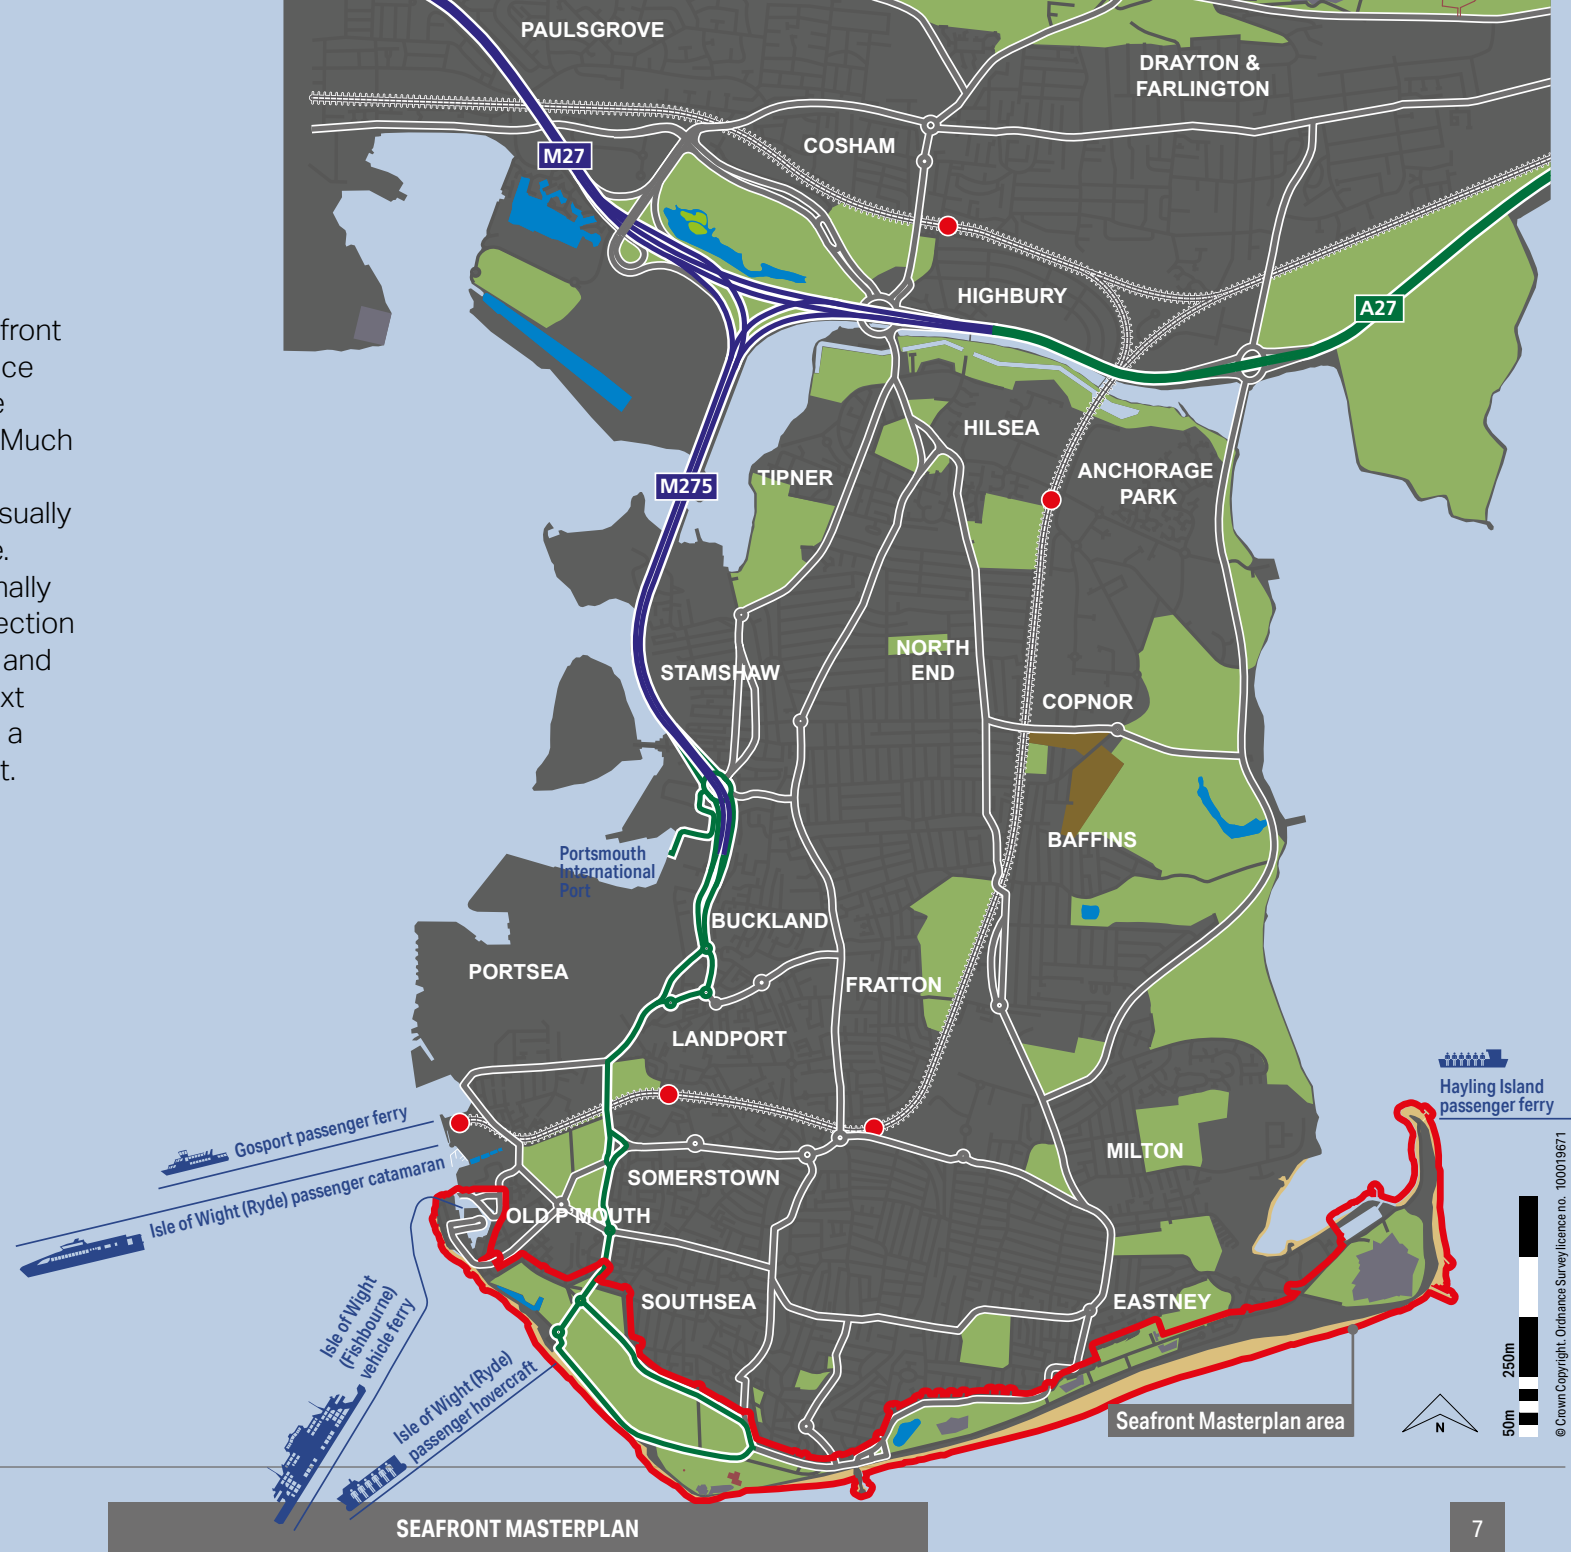 front
ce
e
Much
sually
e.
nally
ection
and
xt
a
t.
PAULSGROVE
DRAYTON &
FARLINGTON
COSHAM
M27
HIGHBURY
A27
HILSEA
TIPNER
ANCHORAGE
PARK
M275
STAMSHAW
NORTH
END
COPNOR
BAFFINS
Portsmouth
International
Port
BUCKLAND
PORTSEA
FRATTON
LANDPORT
Hayling Island
passenger ferry
Gosport passenger ferry
Isle of Wight (Ryde) passenger catamaran
MILTON
SOMERSTOWN
OLD P'MOUTH
SOUTHSEA
EASTNEY
Isle of Wight
(Fishbourne)
vehicle ferry
Isle of Wight (Ryde)
passenger hovercraft
Seafront Masterplan area
N
50m
250m
© Crown Copyright. Ordnance Survey licence no. 100019671
SEAFRONT MASTERPLAN
7